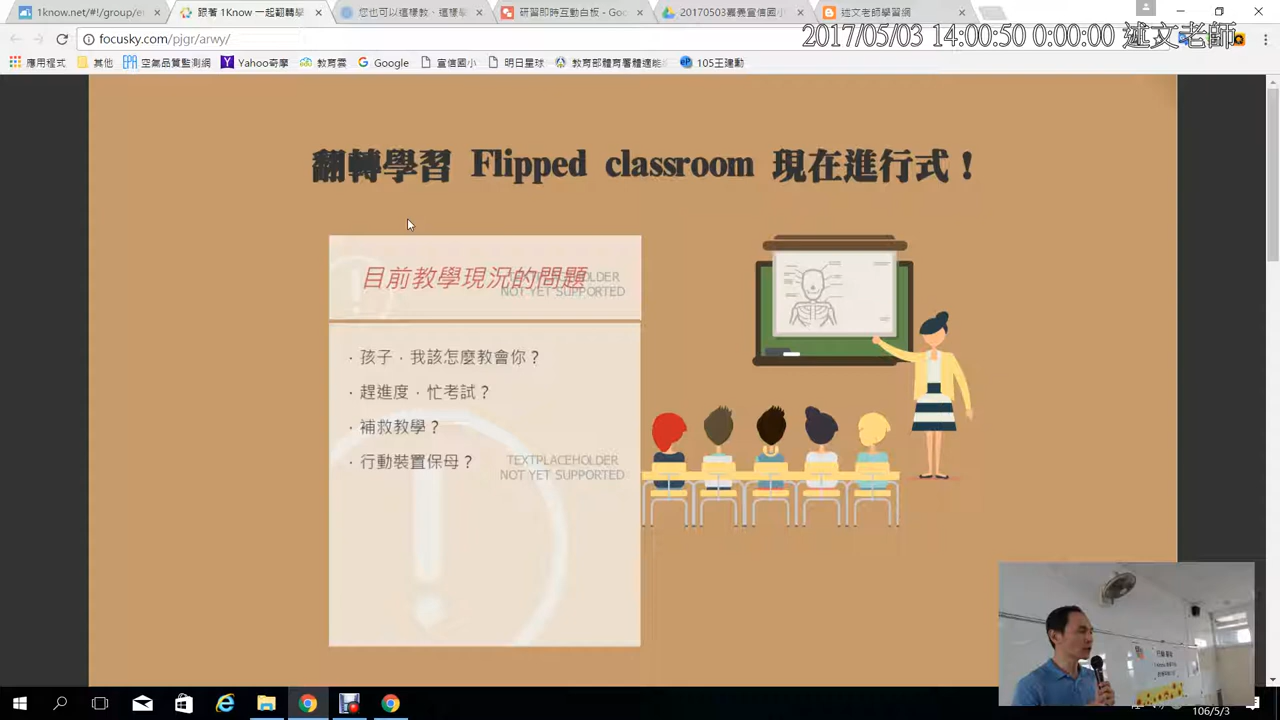 1know.net/#!/group/e
跟著 1Know 一起翻轉學
您也可以這樣教、這樣學
研習即時互動白板 - Goo
20170503嘉義宣信國小
述文老師學習網
focusky.com/pjgr/arwy/
2017/05/03 14:00:50 0:00:00 述文老師
應用程式
其他
空氣品質監測網
Yahoo奇摩
教育雲
Google
宣信國小
明日星球
教育部體育署體適能
105王建動
翻轉學習 Flipped classroom 現在進行式！
目前教學現況的問題
NOT YET SUPPORTED
· 孩子，我該怎麼教會你？
· 趕進度，忙考試？
· 補救教學？
· 行動裝置保母？
TEXTPLACEHOLDER
NOT YET SUPPORTED
106/5/3